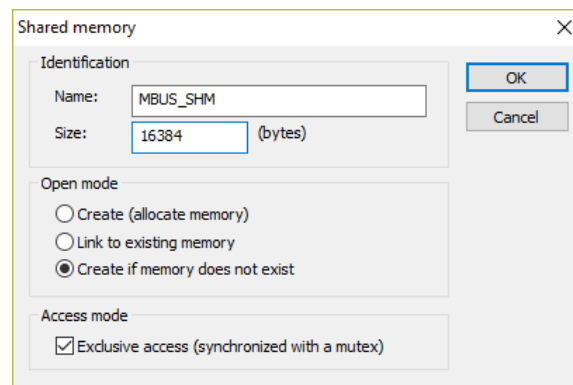 Shared memory
Identification
Name: MBUS_SHM
Size: 16384 (bytes)
OK
Cancel
Open mode
Create (allocate memory)
Link to existing memory
Create if memory does not exist
Access mode
Exclusive access (synchronized with a mutex)